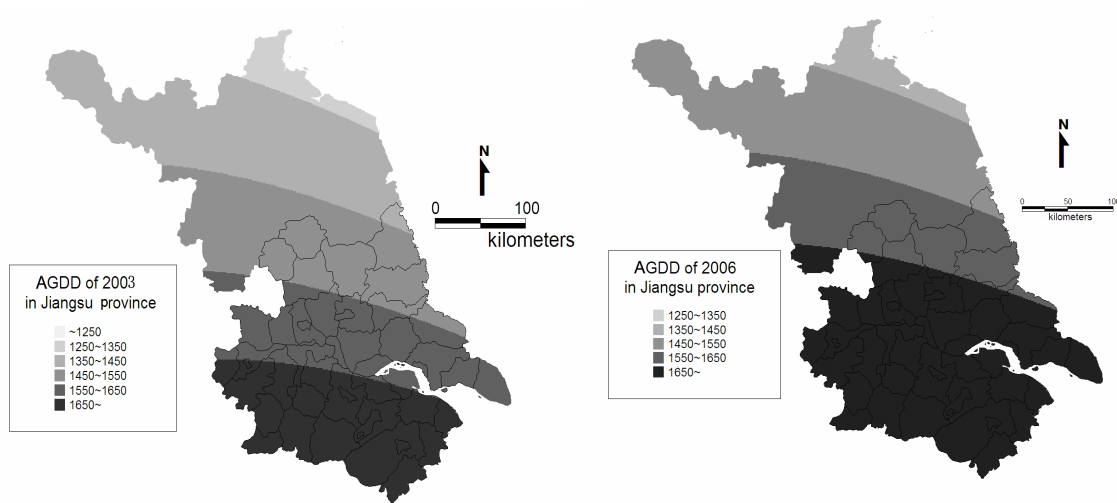 N
0 100
kilometers
AGDD of 2003
in Jiangsu province
~1250
1250~1350
1350~1450
1450~1550
1550~1650
1650~
N
0 50 100
kilometers
AGDD of 2006
in Jiangsu province
1250~1350
1350~1450
1450~1550
1550~1650
1650~